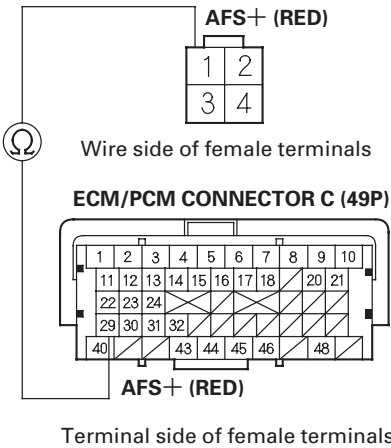 AFS+ (RED)
1 2
3 4
Ω
Wire side of female terminals
ECM/PCM CONNECTOR C (49P)
1 2 3 4 5 6 7 8 9 10
11 12 13 14 15 16 17 18 20 21
22 23 24
29 30 31 32
40 43 44 45 46 48
AFS+ (RED)
Terminal side of female terminals